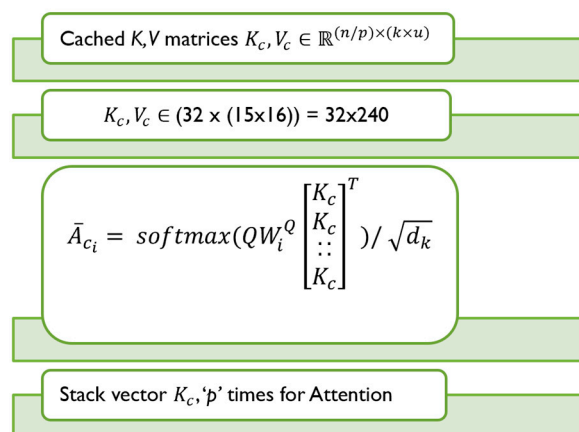 Cached K,V matrices K_c, V_c ∈ ℝ^{(n/p)×(k×u)}
K_c, V_c ∈ (32 x (15x16)) = 32x240
Ā_{c_i} = softmax(QW_i^Q [K_c K_c ∷ K_c]^T )/ √d_k
Stack vector K_c, ‘p’ times for Attention